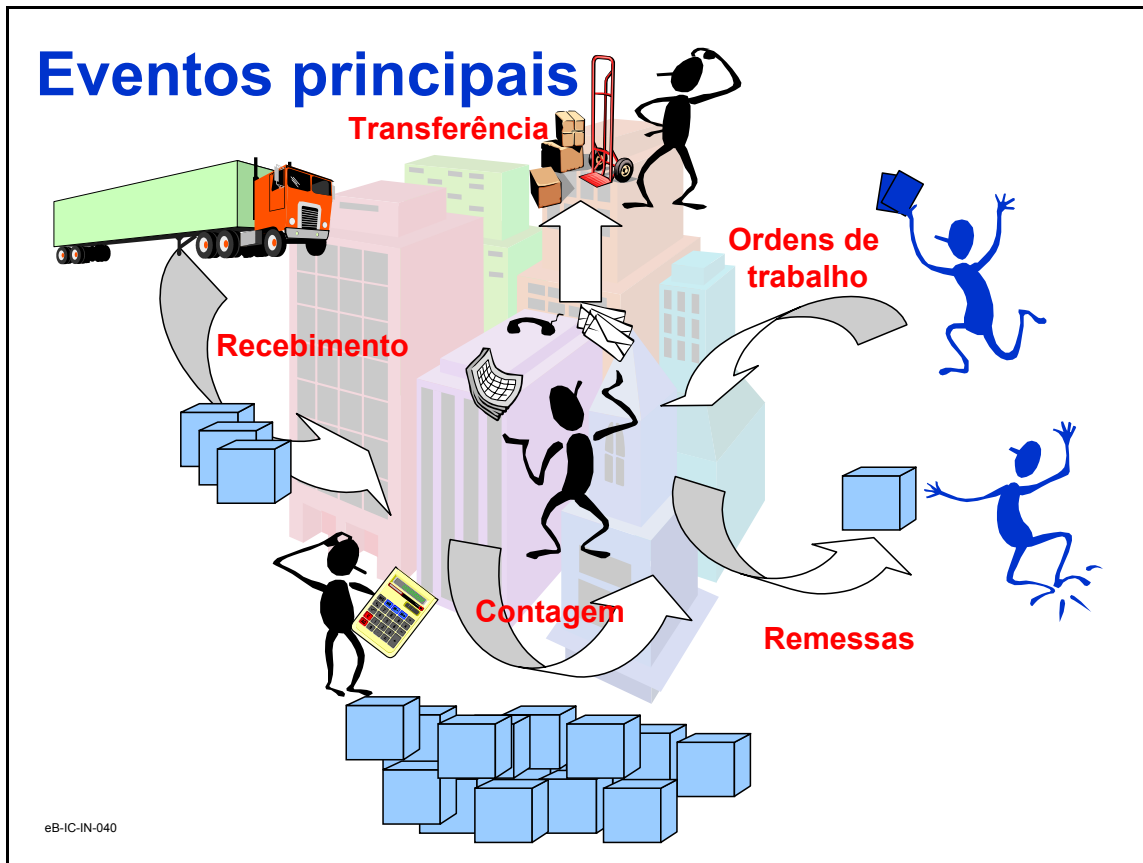 Eventos principais
Transferência
Ordens de
trabalho
Recebimento
Contagem
Remessas
eB-IC-IN-040